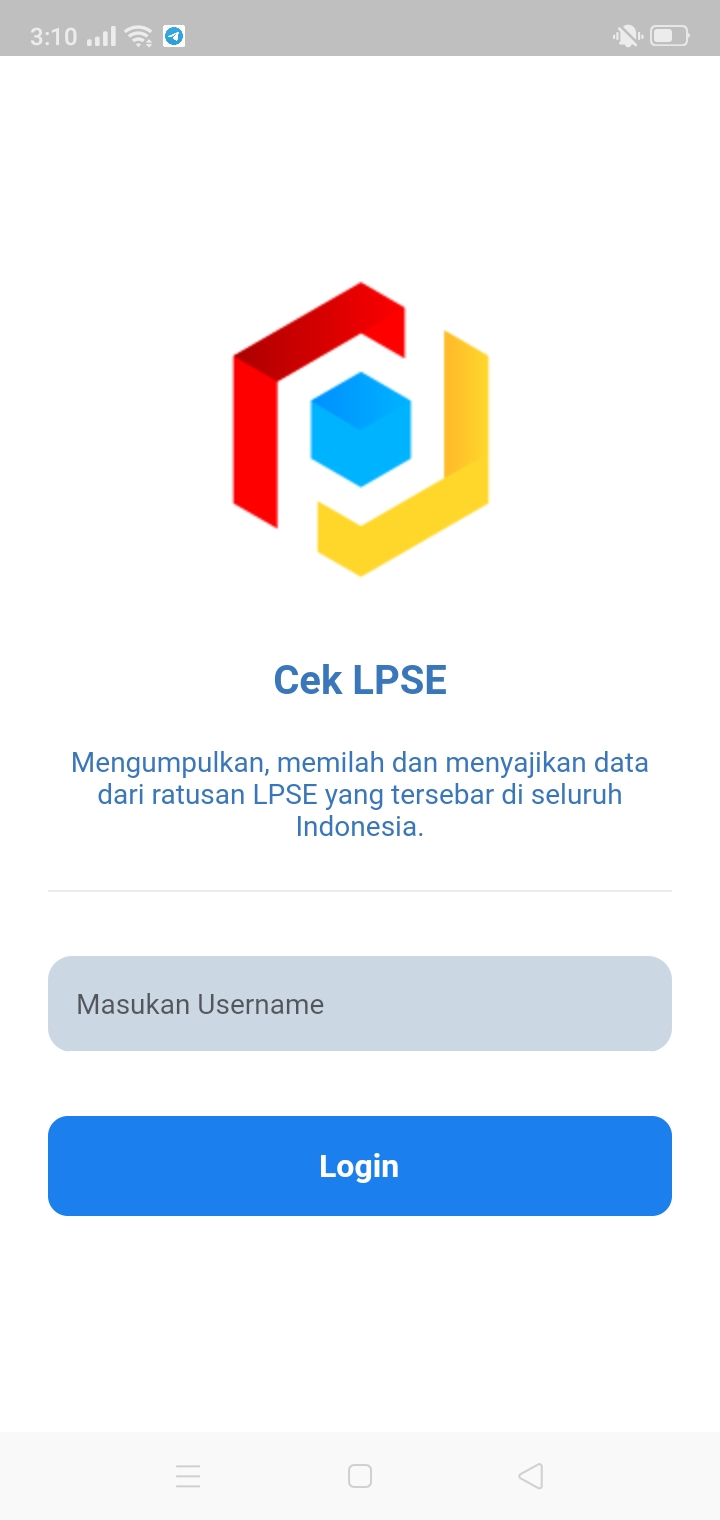 3:10
Cek LPSE
Mengumpulkan, memilah dan menyajikan data
dari ratusan LPSE yang tersebar di seluruh
Indonesia.
Masukan Username
Login